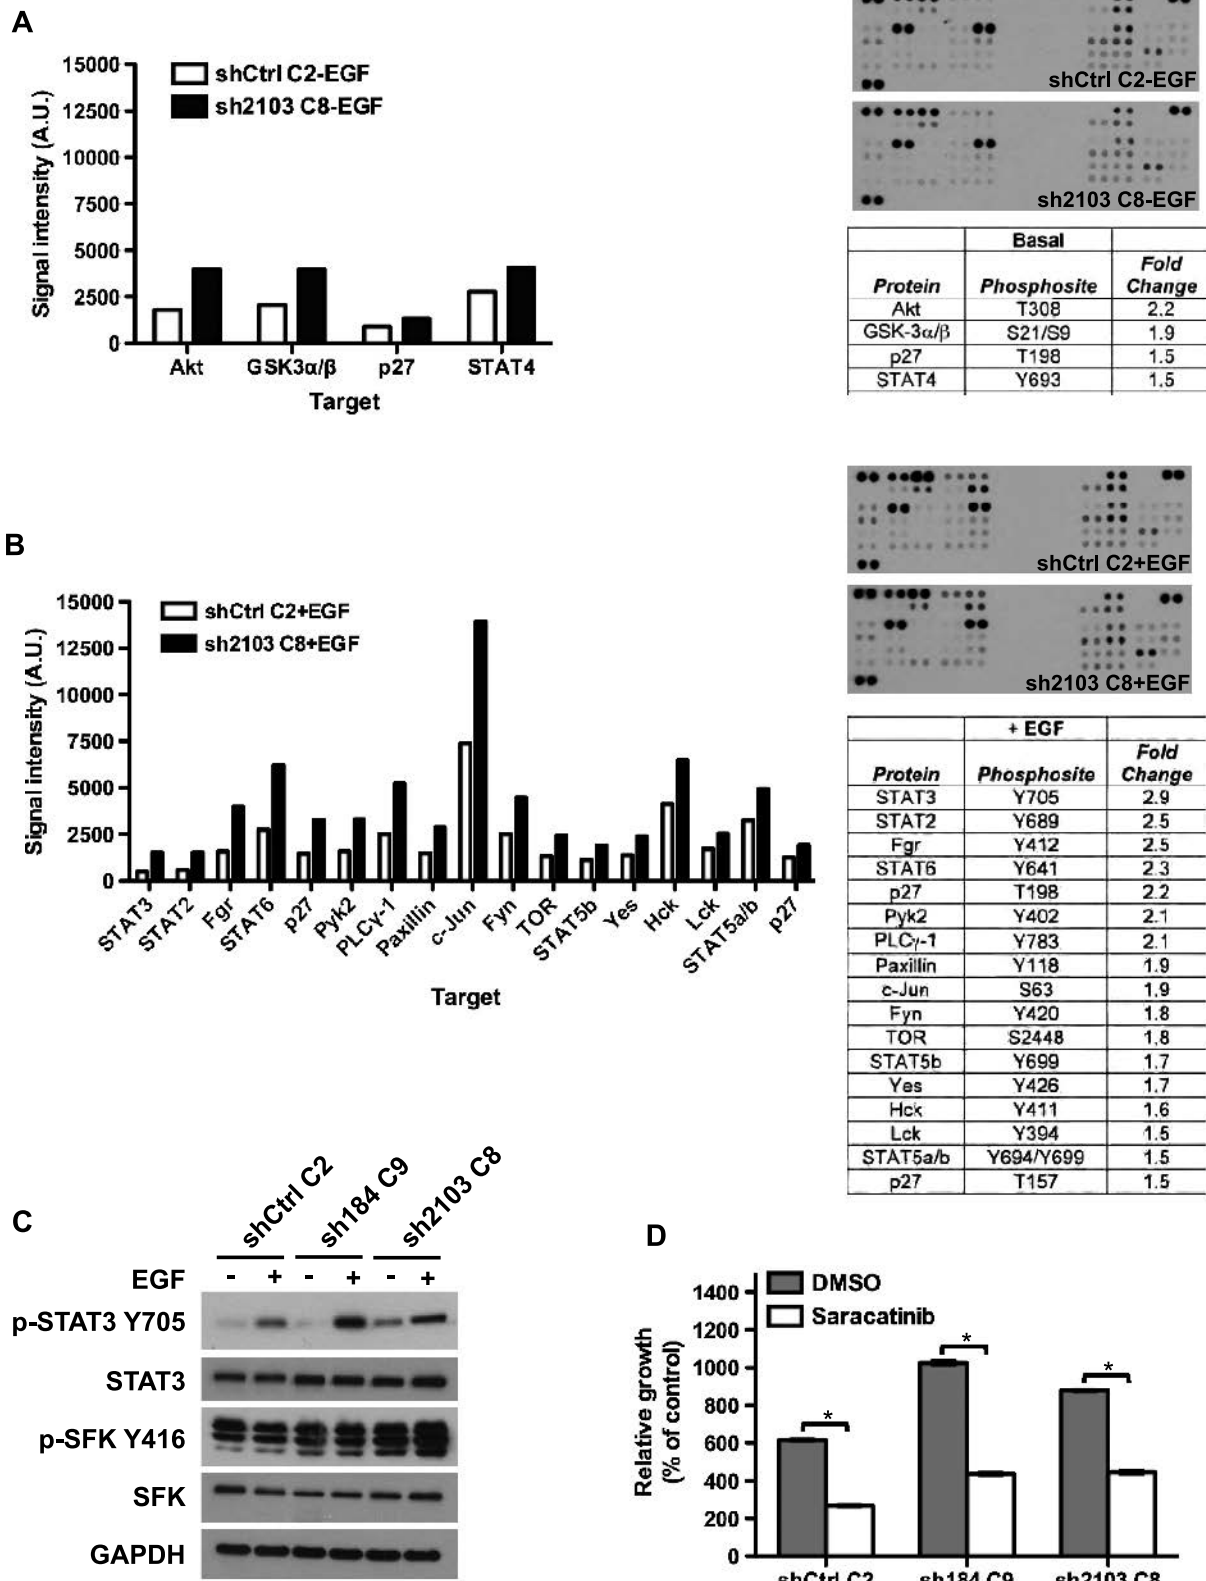 A
15000
12500
10000
7500
5000
2500
0
Signal intensity (A.U.)
shCtrl C2-EGF
sh2103 C8-EGF
Akt GSK3α/β p27 STAT4
Target
shCtrl C2-EGF
sh2103 C8-EGF
Basal
Protein Phosphosite Fold Change
Akt T308 2.2
GSK-3α/β S21/S9 1.9
p27 T198 1.5
STAT4 Y693 1.5
B
15000
12500
10000
7500
5000
2500
0
Signal intensity (A.U.)
shCtrl C2+EGF
sh2103 C8+EGF
STAT3 STAT2 Fgr STAT6 p27 Pyk2 PLCγ-1 Paxillin c-Jun Fyn TOR STAT5b Yes Hck Lck STAT5a/b p27
Target
shCtrl C2+EGF
sh2103 C8+EGF
+ EGF
Protein Phosphosite Fold Change
STAT3 Y705 2.9
STAT2 Y689 2.5
Fgr Y412 2.5
STAT6 Y641 2.3
p27 T198 2.2
Pyk2 Y402 2.1
PLCγ-1 Y783 2.1
Paxillin Y118 1.9
c-Jun S63 1.9
Fyn Y420 1.8
TOR S2448 1.8
STAT5b Y699 1.7
Yes Y426 1.7
Hck Y411 1.6
Lck Y394 1.5
STAT5a/b Y694/Y699 1.5
p27 T157 1.5
C
shCtrl C2 sh184 C9 sh2103 C8
EGF - + - + - +
p-STAT3 Y705
STAT3
p-SFK Y416
SFK
GAPDH
D
1400
1200
1000
800
600
400
200
0
Relative growth
(% of control)
DMSO
Saracatinib
* * *
shCtrl C2 sh184 C9 sh2103 C8